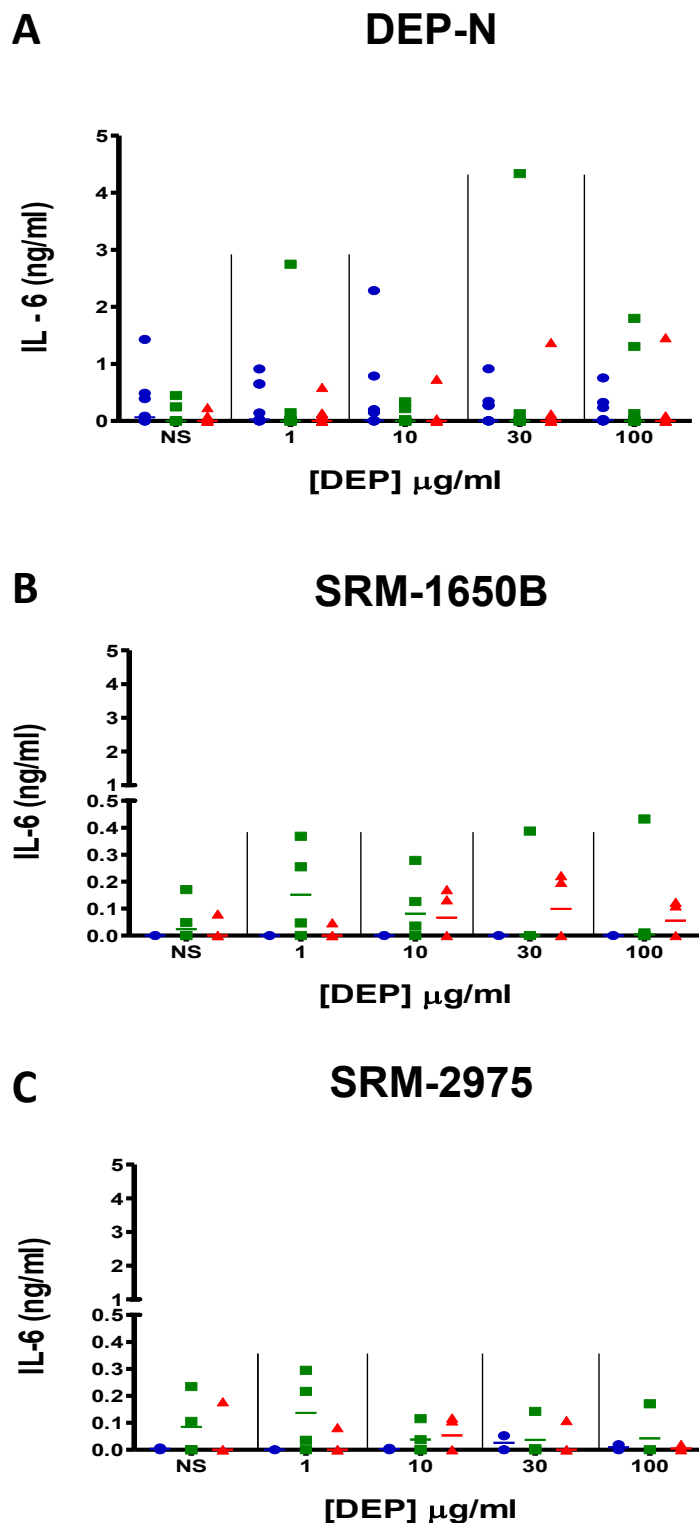 A
DEP-N
IL - 6 (ng/ml)
5
4
3
2
1
0
NS 1 10 30 100
[DEP] μg/ml
B
SRM-1650B
IL-6 (ng/ml)
5
4
3
2
1
0.5
0.4
0.3
0.2
0.1
0.0
NS 1 10 30 100
[DEP] μg/ml
C
SRM-2975
IL-6 (ng/ml)
5
4
3
2
1
0.5
0.4
0.3
0.2
0.1
0.0
NS 1 10 30 100
[DEP] μg/ml